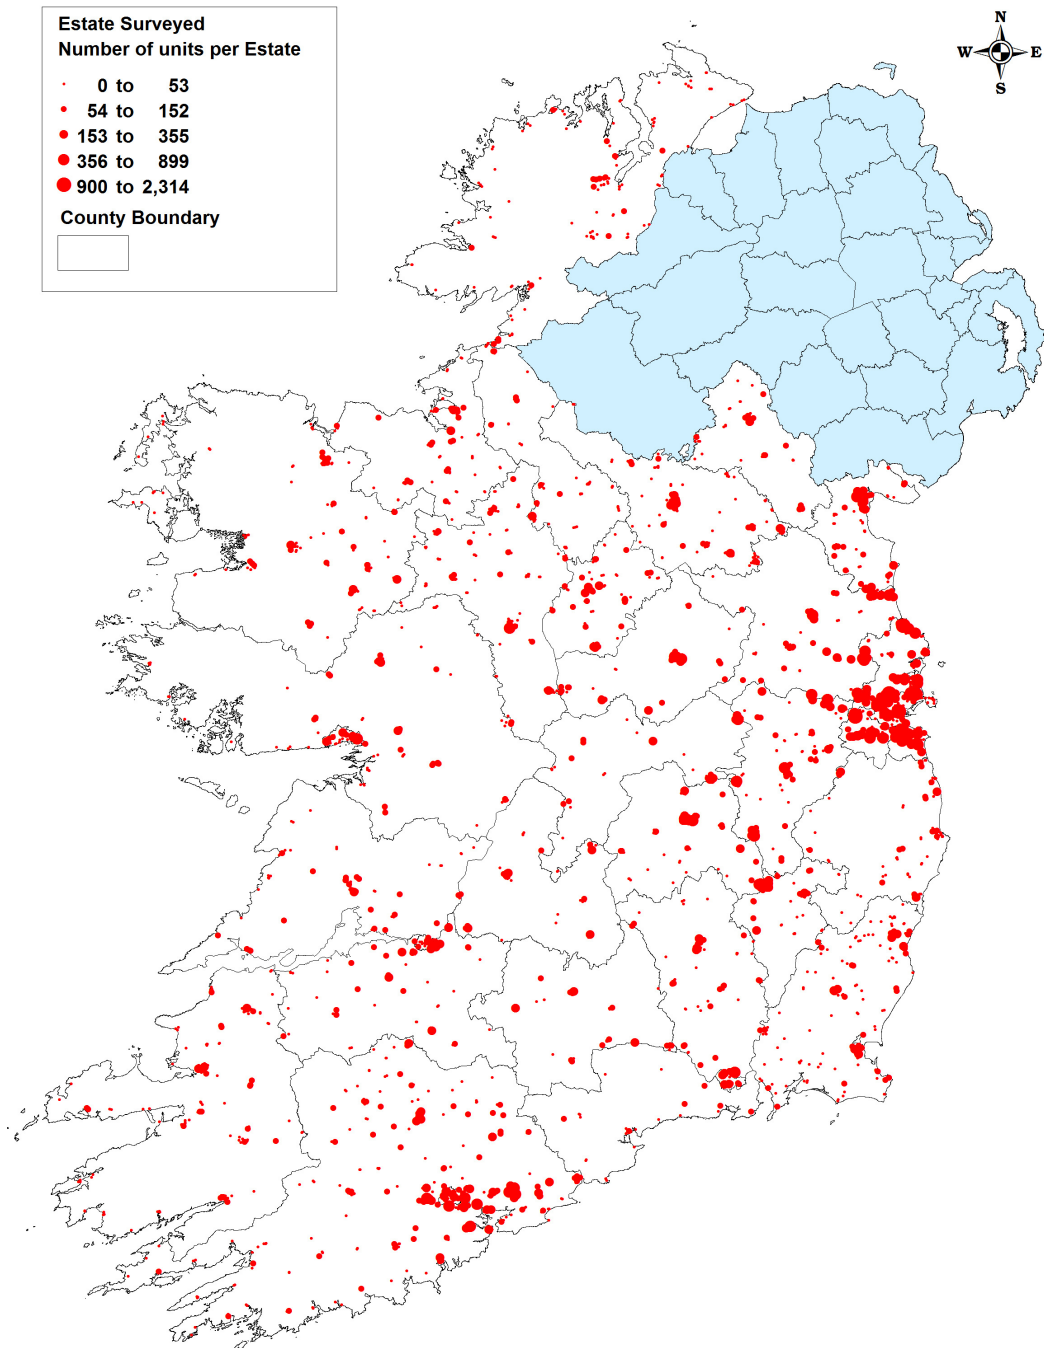 Estate Surveyed
Number of units per Estate
0 to 53
54 to 152
153 to 355
356 to 899
900 to 2,314
County Boundary
N
W E
S